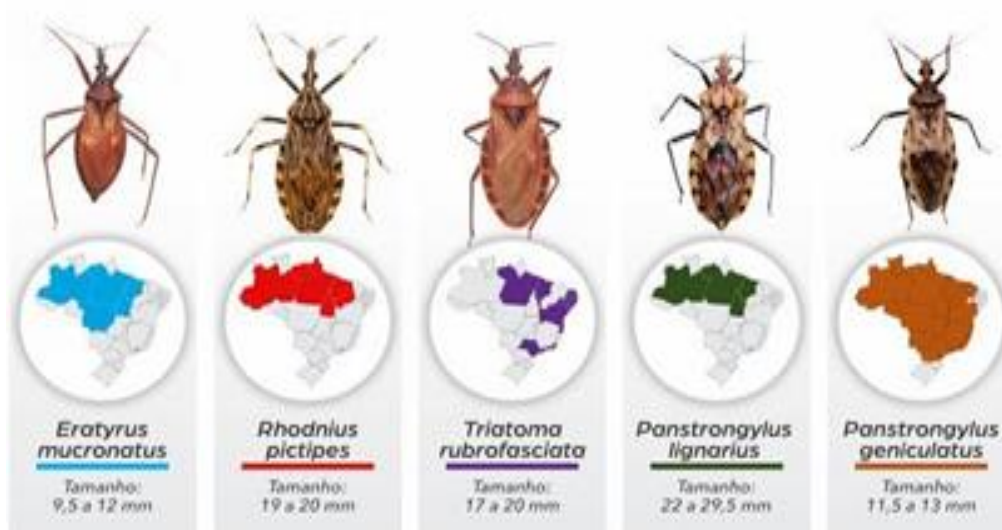 Eratyrus
mucronatus
Tamanho:
9,5 a 12 mm
Rhodnius
pictipes
Tamanho:
19 a 20 mm
Triatoma
rubrofasciata
Tamanho:
17 a 20 mm
Panstrongylus
lignarius
Tamanho:
22 a 29,5 mm
Panstrongylus
geniculatus
Tamanho:
11,5 a 13 mm